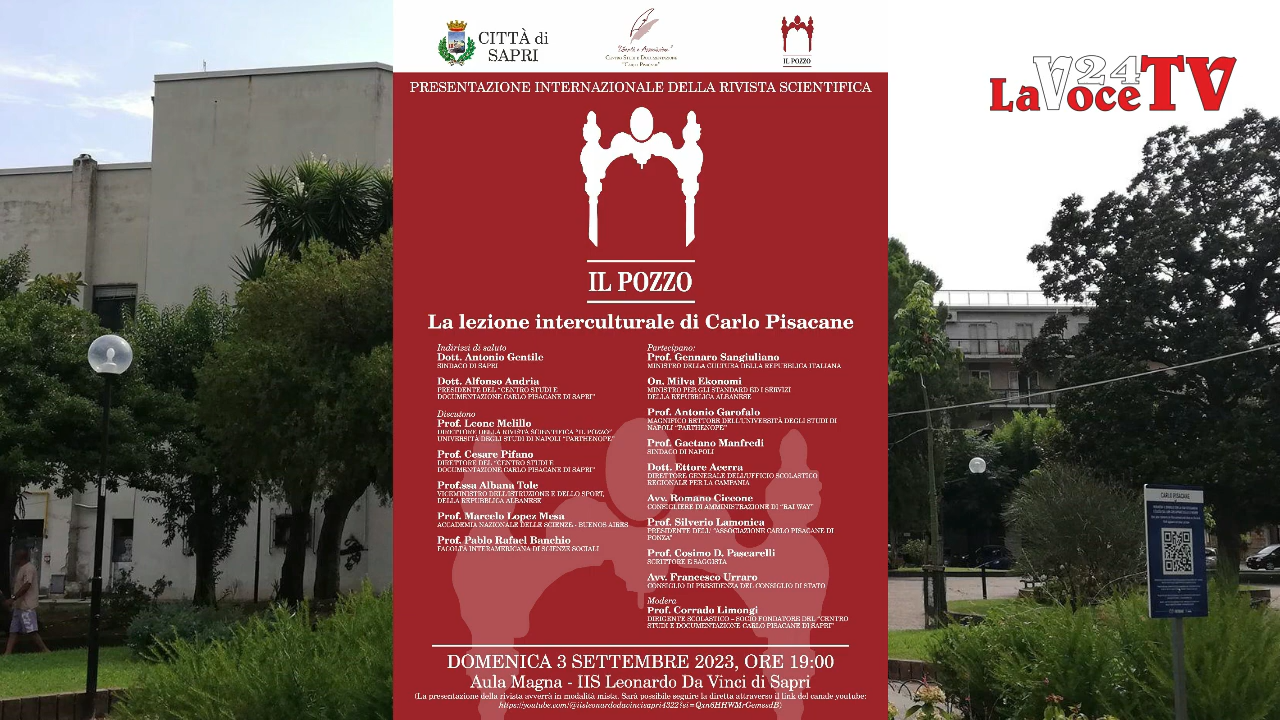 CITTÀ di
SAPRI
"Libertà e Associazione"
CENTRO STUDI E DOCUMENTAZIONE
"CARLO PISACANE"
IL POZZO
LaVoce24TV
PRESENTAZIONE INTERNAZIONALE DELLA RIVISTA SCIENTIFICA
IL POZZO
La lezione interculturale di Carlo Pisacane
Indirizzi di saluto
Dott. Antonio Gentile
SINDACO DI SAPRI
Dott. Alfonso Andria
PRESIDENTE DEL "CENTRO STUDI E
DOCUMENTAZIONE CARLO PISACANE DI SAPRI"
Discutono
Prof. Leone Melillo
DIRETTORE DELLA RIVISTA SCIENTIFICA "IL POZZO"
UNIVERSITÀ DEGLI STUDI DI NAPOLI "PARTHENOPE"
Prof. Cesare Pifano
DIRETTORE DEL "CENTRO STUDI E
DOCUMENTAZIONE CARLO PISACANE DI SAPRI"
Prof.ssa Albana Tole
VICEMINISTRO DELL'ISTRUZIONE E DELLO SPORT,
DELLA REPUBBLICA ALBANESE
Prof. Marcelo Lopez Mesa
ACCADEMIA NAZIONALE DELLE SCIENZE - BUENOS AIRES
Prof. Pablo Rafael Banchio
FACOLTÀ INTERAMERICANA DI SCIENZE SOCIALI
Partecipano:
Prof. Gennaro Sangiuliano
MINISTRO DELLA CULTURA DELLA REPUBBLICA ITALIANA
On. Milva Ekonomi
MINISTRO PER GLI STANDARD ED I SERVIZI
DELLA REPUBBLICA ALBANESE
Prof. Antonio Garofalo
MAGNIFICO RETTORE DELL'UNIVERSITÀ DEGLI STUDI DI
NAPOLI "PARTHENOPE"
Prof. Gaetano Manfredi
SINDACO DI NAPOLI
Dott. Ettore Acerra
DIRETTORE GENERALE DELL'UFFICIO SCOLASTICO
REGIONALE PER LA CAMPANIA
Avv. Romano Ciccone
CONSIGLIERE DI AMMINISTRAZIONE DI "RAI WAY"
Prof. Silverio Lamonica
PRESIDENTE DELL' "ASSOCIAZIONE CARLO PISACANE DI
PONZA"
Prof. Cosimo D. Pascarelli
SCRITTORE E SAGGISTA
Avv. Francesco Urraro
CONSIGLIO DI PRESIDENZA DEL CONSIGLIO DI STATO
Modera
Prof. Corrado Limongi
DIRIGENTE SCOLASTICO – SOCIO FONDATORE DEL "CENTRO
STUDI E DOCUMENTAZIONE CARLO PISACANE DI SAPRI"
DOMENICA 3 SETTEMBRE 2023, ORE 19:00
Aula Magna - IIS Leonardo Da Vinci di Sapri
(La presentazione della rivista avverrà in modalità mista. Sarà possibile seguire la diretta attraverso il link del canale youtube:
CARLO PISACANE